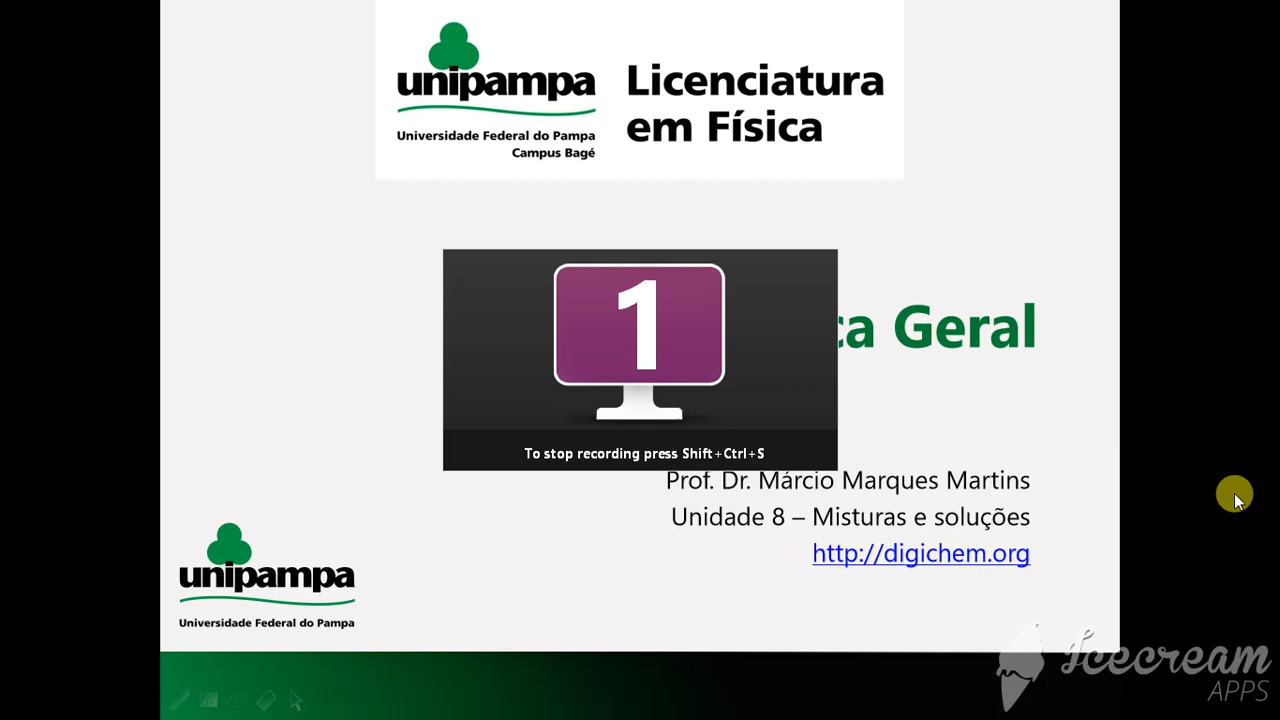 unipampa
Universidade Federal do Pampa
Campus Bagé
Licenciatura
em Física
1
To stop recording press Shift+Ctrl+S
ca Geral
Prof. Dr. Márcio Marques Martins
Unidade 8 – Misturas e soluções
http://digichem.org
unipampa
Universidade Federal do Pampa
Icecream
APPS